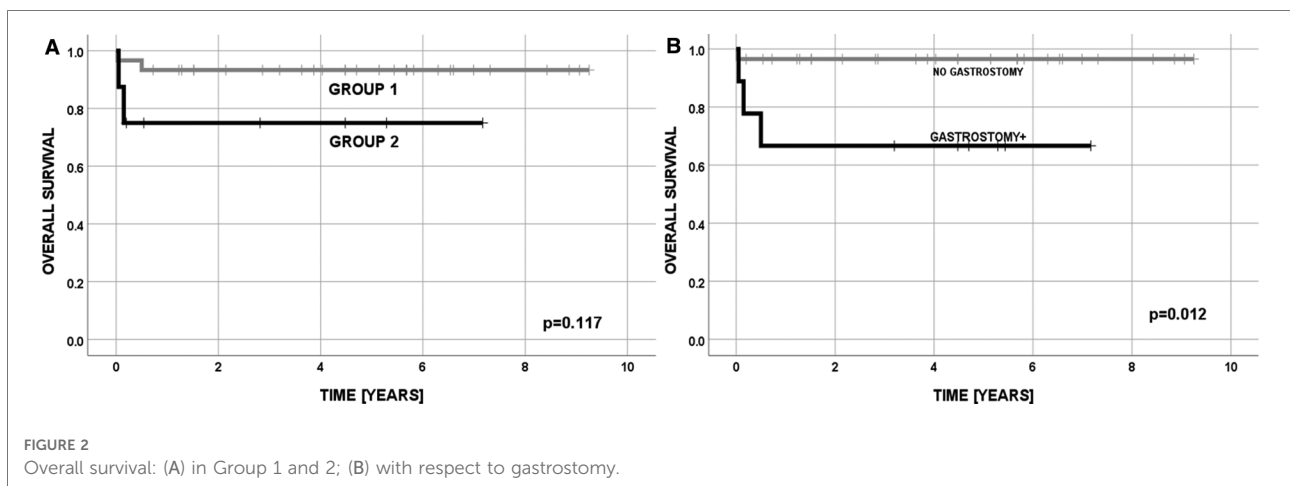 A
OVERALL SURVIVAL
1.0
0.8
0.6
0.4
0.2
0.0
GROUP 1
GROUP 2
p=0.117
0 2 4 6 8 10
TIME [YEARS]
B
OVERALL SURVIVAL
1.0
0.8
0.6
0.4
0.2
0.0
NO GASTROSTOMY
GASTROSTOMY+
p=0.012
0 2 4 6 8 10
TIME [YEARS]
FIGURE 2
Overall survival: (A) in Group 1 and 2; (B) with respect to gastrostomy.